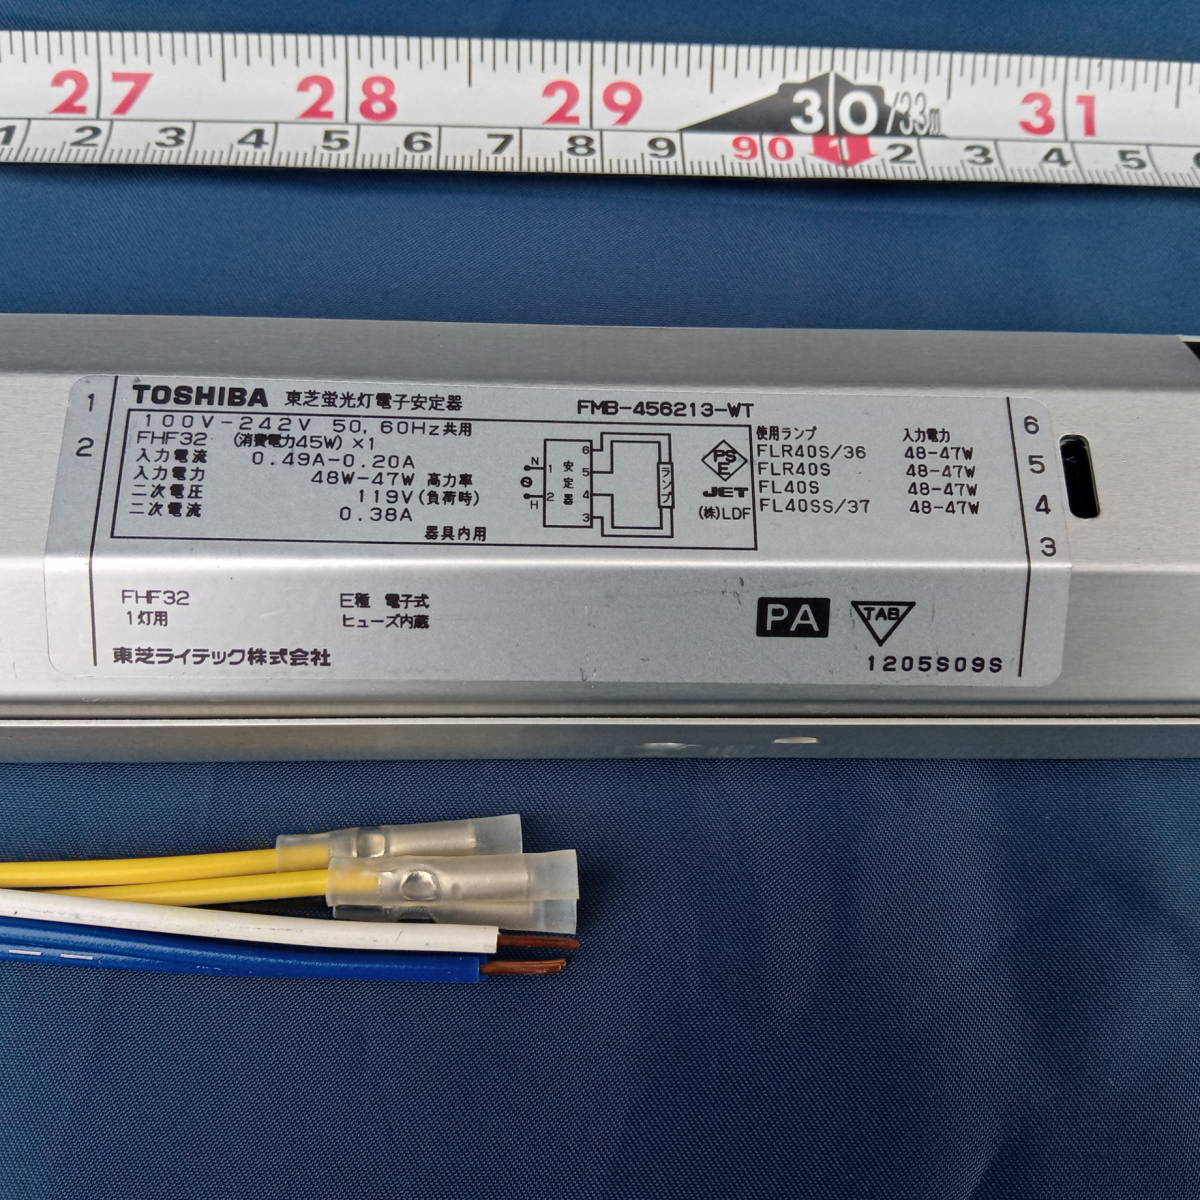 27 28 29 30/33m 31
1 2 3 4 5 6 7 8 9 90 1 2 3 4 5 6
TOSHIBA 東芝蛍光灯電子安定器 FMB-456213-WT
100V-242V 50,60Hz共用
FHF32 (消費電力45W)×1
入力電流 0.49A-0.20A
入力電力 48W-47W 高力率
二次電圧 119V(負荷時)
二次電流 0.38A
器具内用
N 1
H 2
安定器
6
5
4
3
ランプ
PSE
JET
(株)LDF
使用ランプ 入力電力
FLR40S/36 48-47W
FLR40S 48-47W
FL40S 48-47W
FL40SS/37 48-47W
1
2
6
5
4
3
FHF32 E種 電子式
1灯用 ヒューズ内蔵
東芝ライテック株式会社
PA TAB
1205S09S